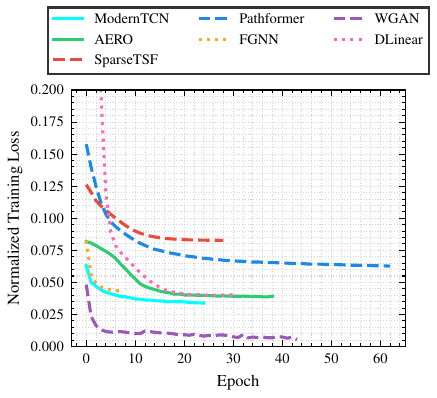 ModernTCN Pathformer WGAN
AERO FGNN DLinear
SparseTSF
0.200
0.175
0.150
0.125
0.100
0.075
0.050
0.025
0.000
Normalized Training Loss
0 10 20 30 40 50 60
Epoch